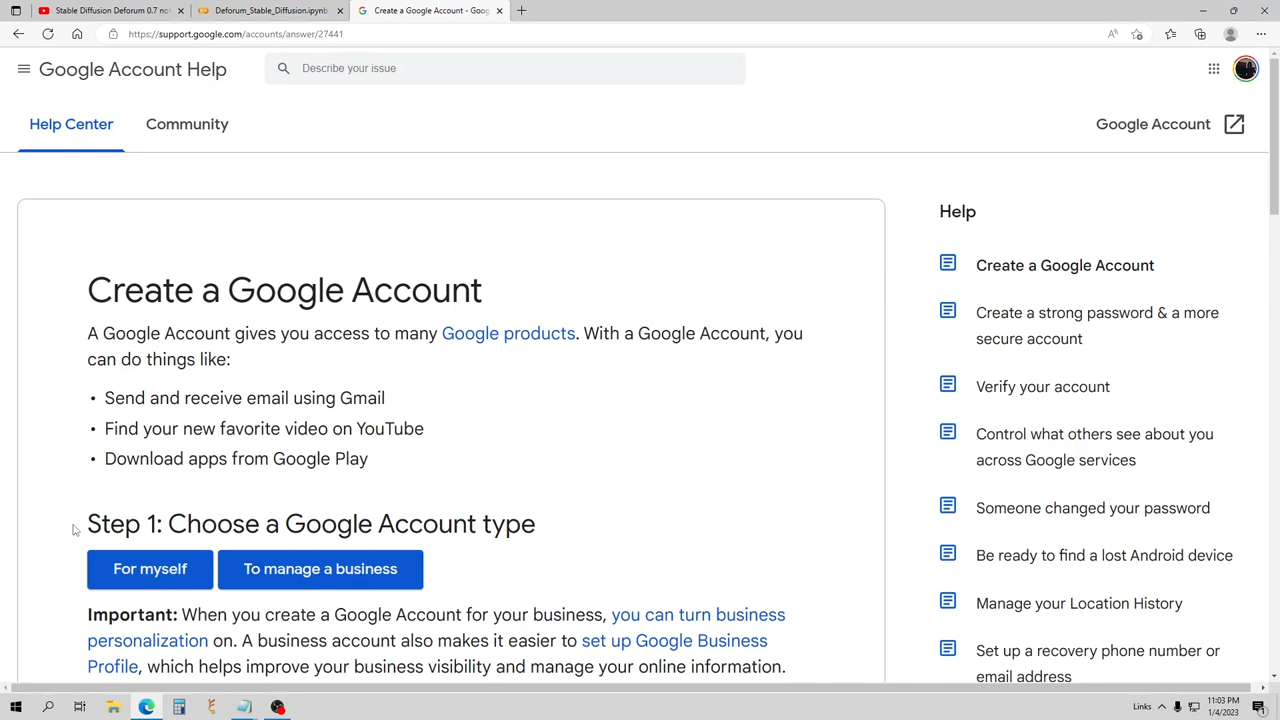 Stable Diffusion Deforum 0.7 not
Deforum_Stable_Diffusion.ipynb
Create a Google Account - Goog
https://support.google.com/accounts/answer/27441
Google Account Help
Describe your issue
Help Center
Community
Google Account
Create a Google Account
A Google Account gives you access to many Google products. With a Google Account, you
can do things like:
• Send and receive email using Gmail
• Find your new favorite video on YouTube
• Download apps from Google Play
Step 1: Choose a Google Account type
For myself
To manage a business
Important: When you create a Google Account for your business, you can turn business
personalization on. A business account also makes it easier to set up Google Business
Profile, which helps improve your business visibility and manage your online information.
Help
Create a Google Account
Create a strong password & a more
secure account
Verify your account
Control what others see about you
across Google services
Someone changed your password
Be ready to find a lost Android device
Manage your Location History
Set up a recovery phone number or
email address
Links
11:03 PM
1/4/2023